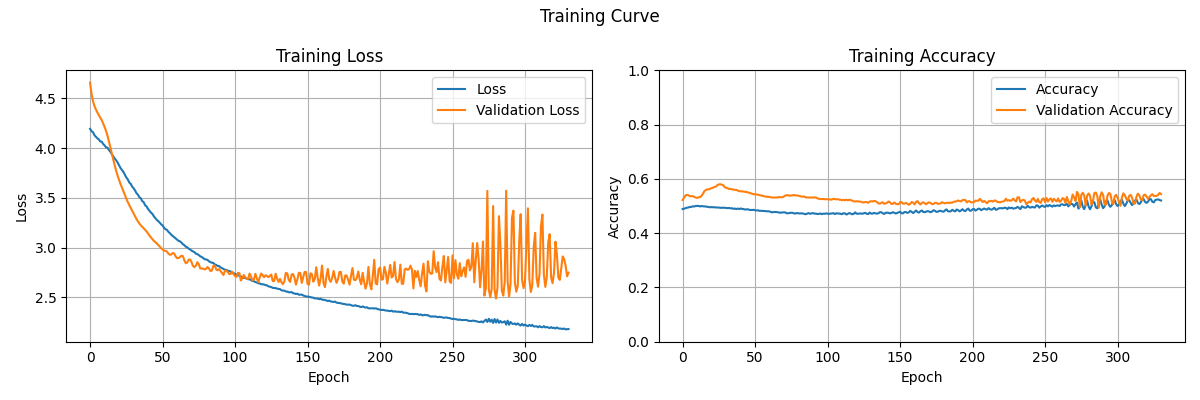 Training Curve
Training Loss
Loss
Validation Loss
4.5
4.0
3.5
3.0
2.5
Loss
0 50 100 150 200 250 300
Epoch
Training Accuracy
Accuracy
Validation Accuracy
1.0
0.8
0.6
0.4
0.2
0.0
Accuracy
0 50 100 150 200 250 300
Epoch